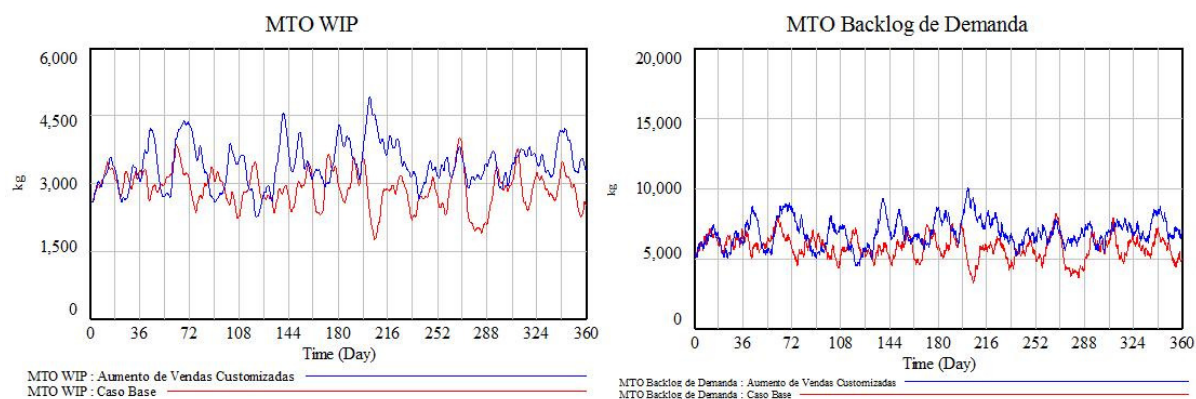 MTO WIP
6,000
4,500
3,000
1,500
0
kg
0 36 72 108 144 180 216 252 288 324 360
Time (Day)
MTO WIP : Aumento de Vendas Customizadas
MTO WIP : Caso Base
MTO Backlog de Demanda
20,000
15,000
10,000
5,000
0
kg
0 36 72 108 144 180 216 252 288 324 360
Time (Day)
MTO Backlog de Demanda : Aumento de Vendas Customizadas
MTO Backlog de Demanda : Caso Base